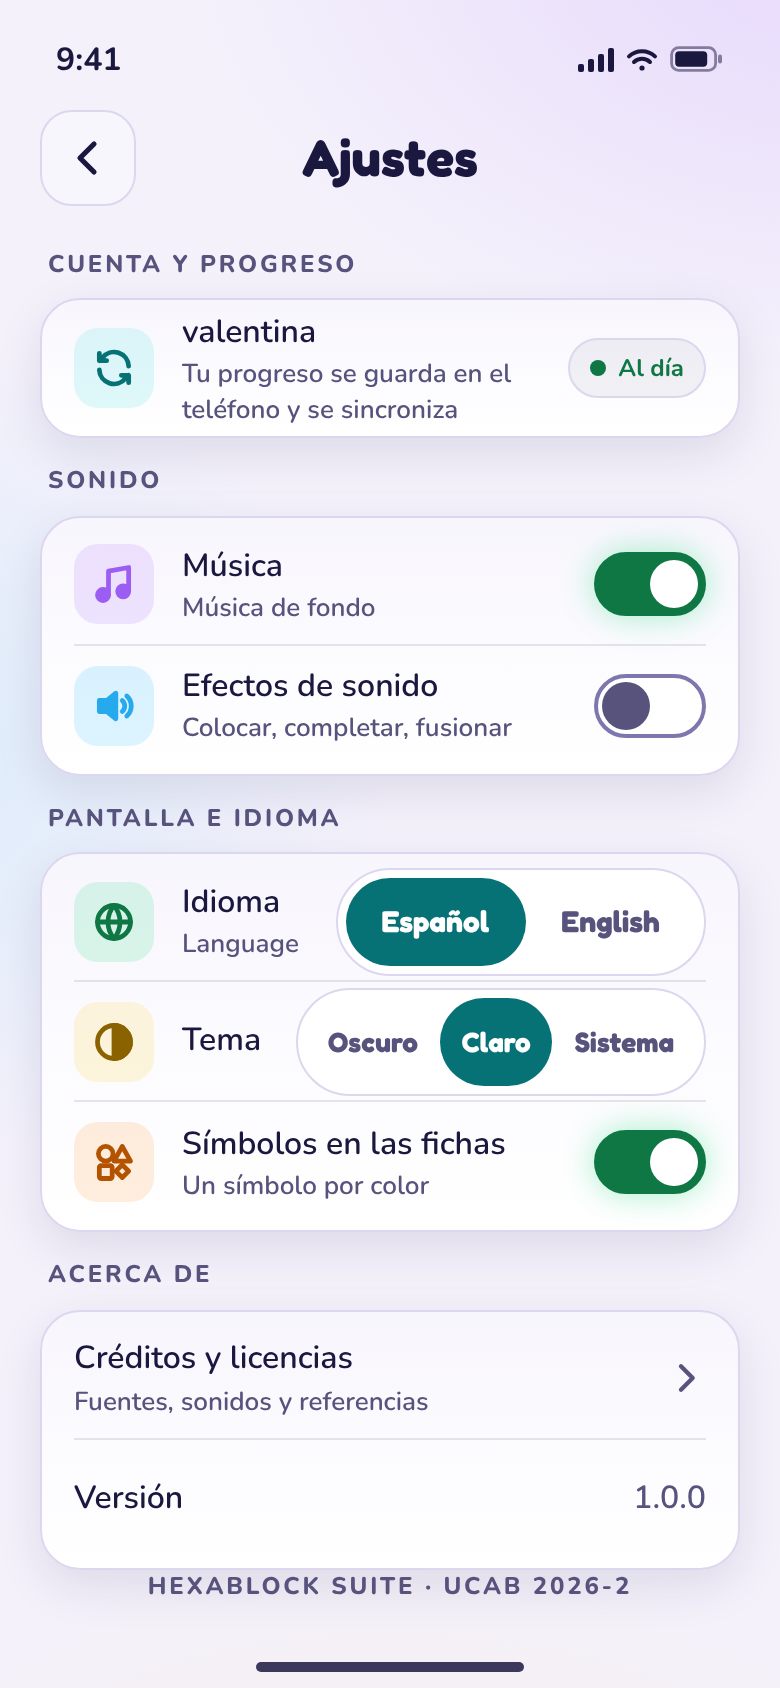 9:41
Ajustes
CUENTA Y PROGRESO
valentina
Tu progreso se guarda en el
teléfono y se sincroniza
Al día
SONIDO
Música
Música de fondo
Efectos de sonido
Colocar, completar, fusionar
PANTALLA E IDIOMA
Idioma
Language
Español English
Tema
Oscuro Claro Sistema
Símbolos en las fichas
Un símbolo por color
ACERCA DE
Créditos y licencias
Fuentes, sonidos y referencias
Versión 1.0.0
HEXABLOCK SUITE · UCAB 2026-2